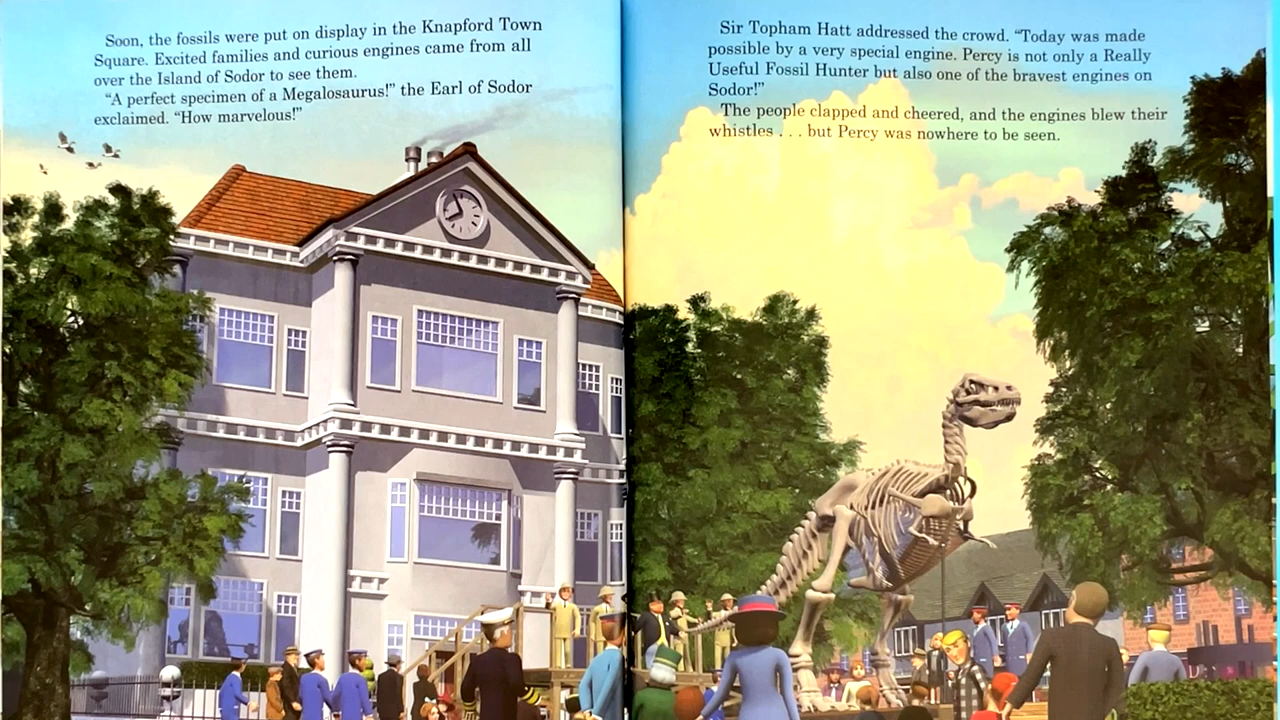 Soon, the fossils were put on display in the Knapford Town
Square. Excited families and curious engines came from all
over the Island of Sodor to see them.
“A perfect specimen of a Megalosaurus!” the Earl of Sodor
exclaimed. “How marvelous!”
Sir Topham Hatt addressed the crowd. “Today was made
possible by a very special engine. Percy is not only a Really
Useful Fossil Hunter but also one of the bravest engines on
Sodor!”
The people clapped and cheered, and the engines blew their
whistles . . . but Percy was nowhere to be seen.